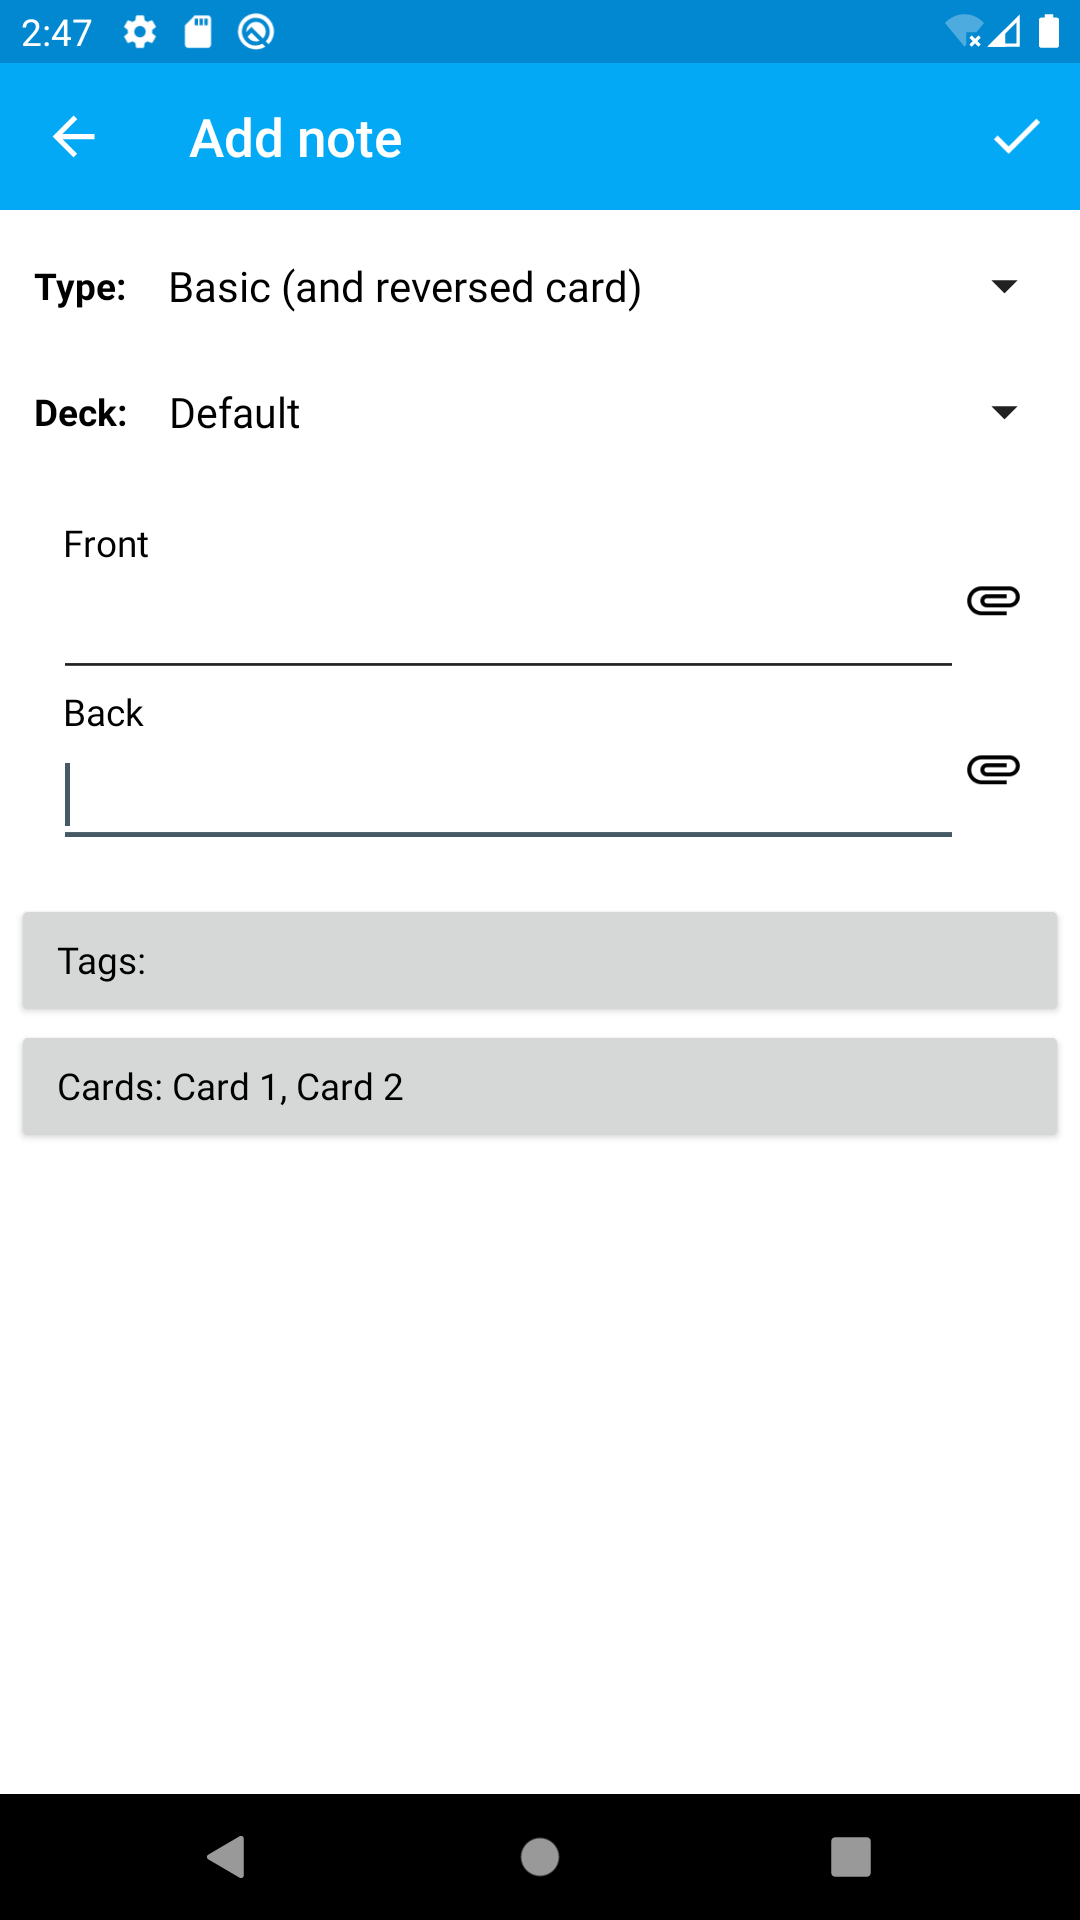 2:47
Add note
Type: Basic (and reversed card)
Deck: Default
Front
Back
Tags:
Cards: Card 1, Card 2